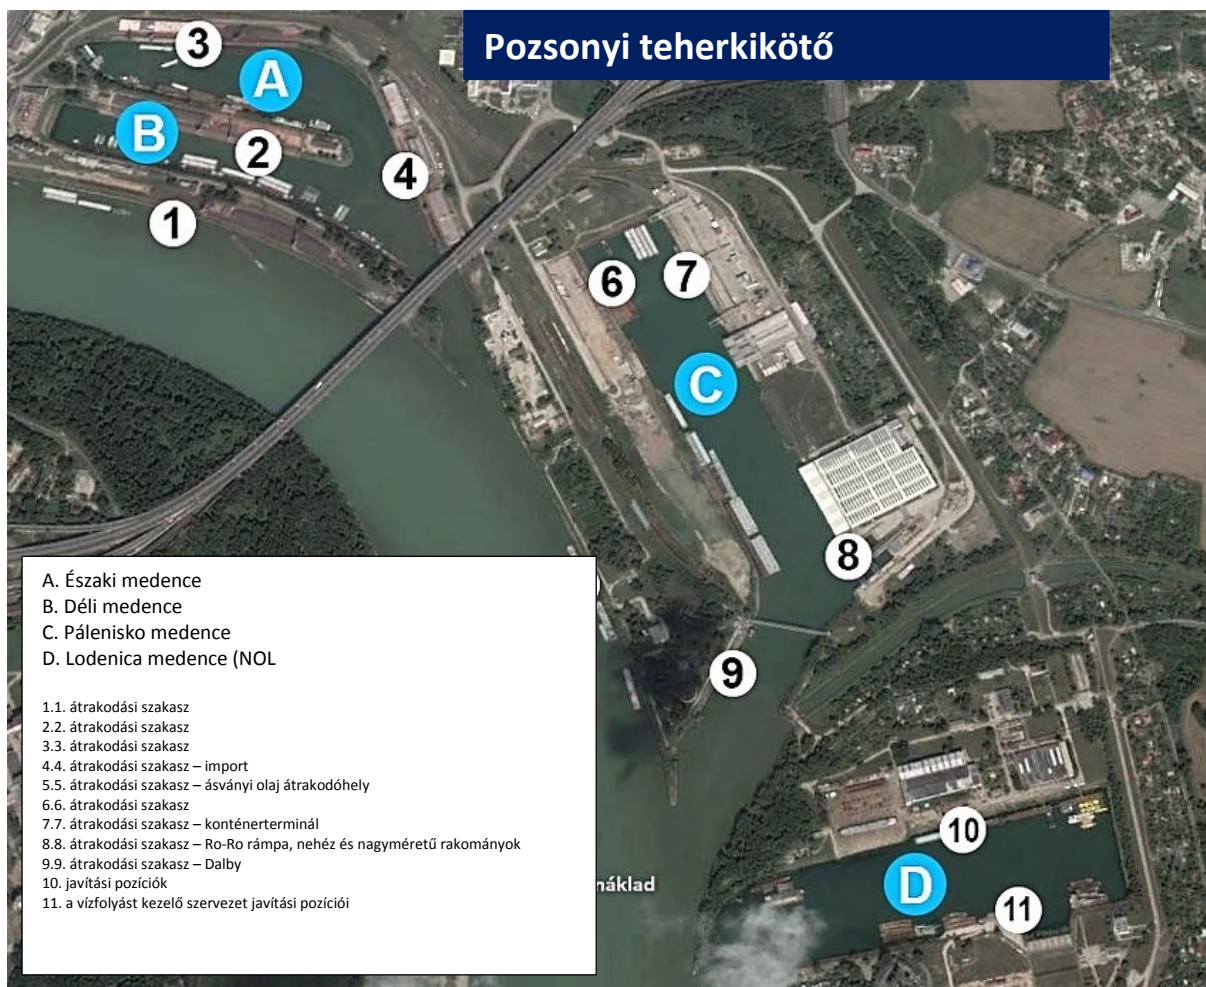 Pozsonyi teherkikötő
3
A
B
2
4
1
6
7
C
8
9
A. Északi medence
B. Déli medence
C. Pálenisko medence
D. Lodenica medence (NOL
1.1. átrakodási szakasz
2.2. átrakodási szakasz
3.3. átrakodási szakasz
4.4. átrakodási szakasz – import
5.5. átrakodási szakasz – ásványi olaj átrakodóhely
6.6. átrakodási szakasz
7.7. átrakodási szakasz – konténerterminál
8.8. átrakodási szakasz – Ro-Ro rámpa, nehéz és nagyméretű rakományok
9.9. átrakodási szakasz – Dalby
10. javítási pozíciók
11. a vízfolyást kezelő szervezet javítási pozíciói
náklad
10
D
11